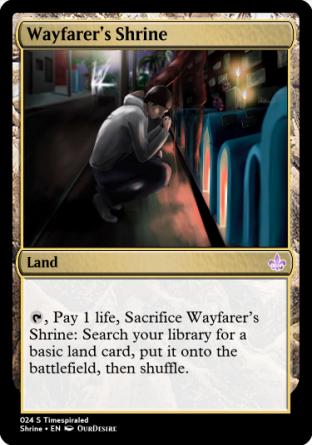 Wayfarer's Shrine
Land
, Pay 1 life, Sacrifice Wayfarer's
Shrine: Search your library for a
basic land card, put it onto the
battlefield, then shuffle.
024 S Timespiraled
Shrine • EN OurDesire